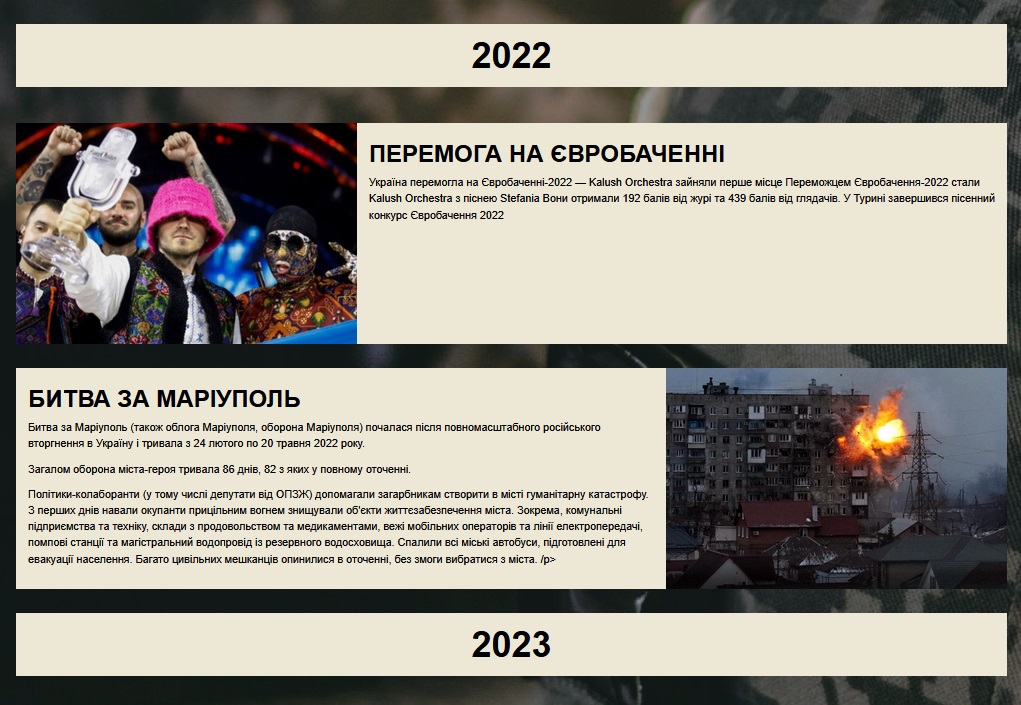 2022
ПЕРЕМОГА НА ЄВРОБАЧЕННІ
Україна перемогла на Євробаченні-2022 — Kalush Orchestra зайняли перше місце Переможцем Євробачення-2022 стали
Kalush Orchestra з піснею Stefania Вони отримали 192 балів від журі та 439 балів від глядачів. У Турині завершився пісенний
конкурс Євробачення 2022
БИТВА ЗА МАРІУПОЛЬ
Битва за Маріуполь (також облога Маріуполя, оборона Маріуполя) почалася після повномасштабного російського
вторгнення в Україну і тривала з 24 лютого по 20 травня 2022 року.
Загалом оборона міста-героя тривала 86 днів, 82 з яких у повному оточенні.
Політики-колаборанти (у тому числі депутати від ОПЗЖ) допомагали загарбникам створити в місті гуманітарну катастрофу.
З перших днів навали окупанти прицільним вогнем знищували об'єкти життєзабезпечення міста. Зокрема, комунальні
підприємства та техніку, склади з продовольством та медикаментами, вежі мобільних операторів та лінії електропередачі,
помпові станції та магістральний водопровід із резервного водосховища. Спалили всі міські автобуси, підготовлені для
евакуації населення. Багато цивільних мешканців опинилися в оточенні, без змоги вибратися з міста. /p>
2023